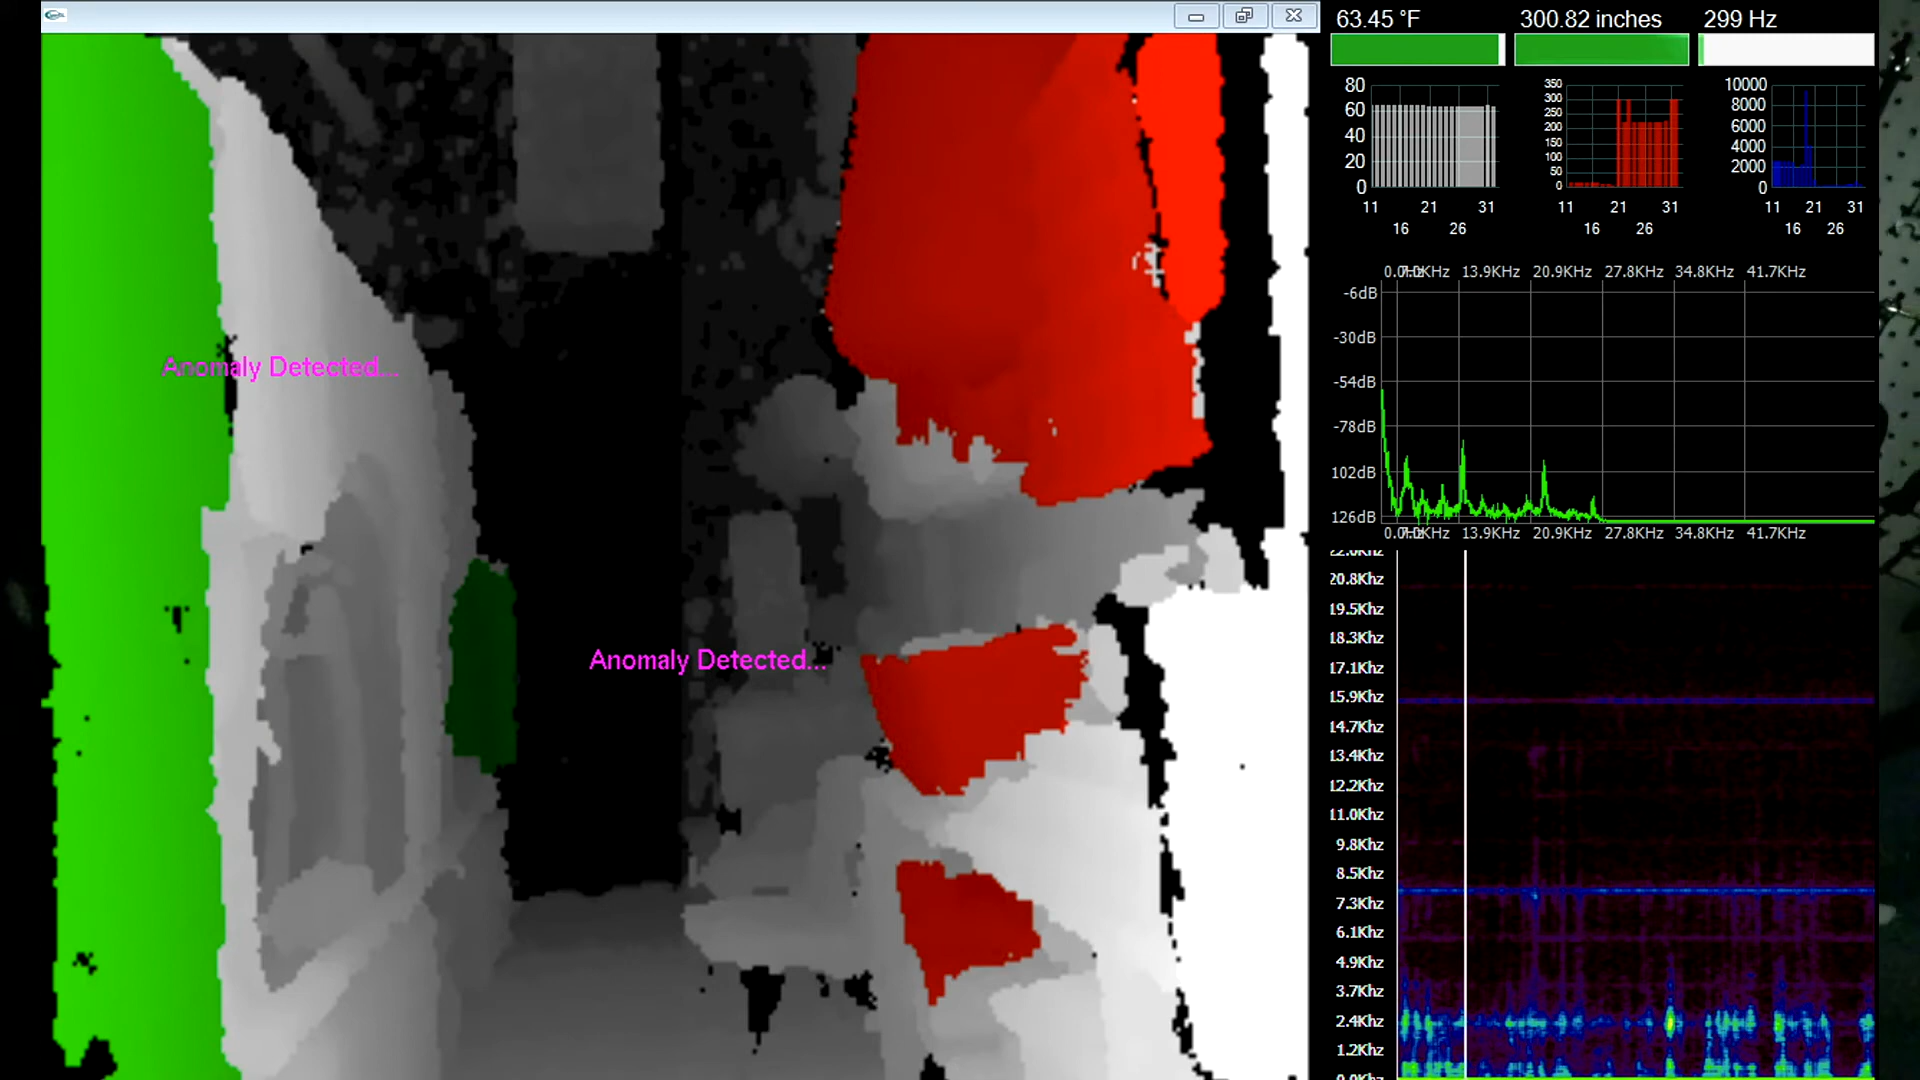 63.45 °F 300.82 inches 299 Hz
80
60
40
20
0
11 21 31
16 26
350
300
250
200
150
100
50
0
11 21 31
16 26
10000
8000
6000
4000
2000
0
11 21 31
16 26
13.9KHz 20.9KHz 27.8KHz 34.8KHz 41.7KHz
-6dB
-30dB
-54dB
-78dB
102dB
126dB
13.9KHz 20.9KHz 27.8KHz 34.8KHz 41.7KHz
Anomaly Detected...
Anomaly Detected...
20.8Khz
19.5Khz
18.3Khz
17.1Khz
15.9Khz
14.7Khz
13.4Khz
12.2Khz
11.0Khz
9.8Khz
8.5Khz
7.3Khz
6.1Khz
4.9Khz
3.7Khz
2.4Khz
1.2Khz